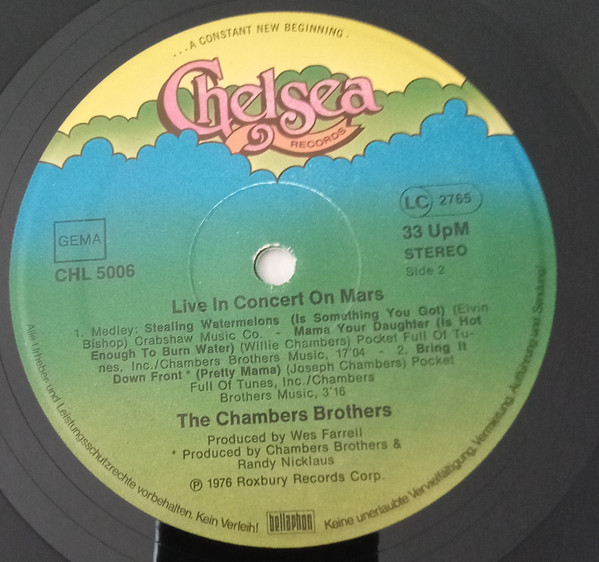 ...A CONSTANT NEW BEGINNING.
Chelsea
RECORDS
GEMA
CHL 5006
LC 2765
33 UpM
STEREO
Side 2
Live In Concert On Mars
1. Medley: Stealing Watermelons (Is Something You Got) (Elvin
Bishop) Crabshaw Music Co. - Mama Your Daughter (Is Hot
Enough To Burn Water) (Willie Chambers) Pocket Full Of Tu-
nes, Inc./Chambers Brothers Music, 17'04 - 2. Bring It
Down Front * (Pretty Mama) (Joseph Chambers) Pocket
Full Of Tunes, Inc./Chambers
Brothers Music, 3'16
The Chambers Brothers
Produced by Wes Farrell
* Produced by Chambers Brothers &
Randy Nicklaus
℗ 1976 Roxbury Records Corp.
Alle Urheber- und Leistungsschutzrechte vorbehalten. Kein Verleih! bellaphon Keine unerlaubte Vervielfältigung, Vermietung, Aufführung und Sendung!